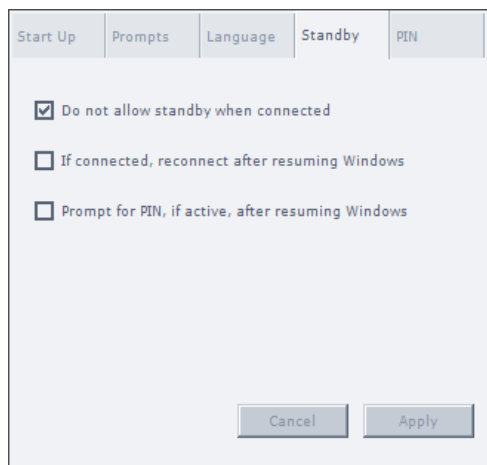 Start Up Prompts Language Standby PIN
Do not allow standby when connected
If connected, reconnect after resuming Windows
Prompt for PIN, if active, after resuming Windows
Cancel Apply